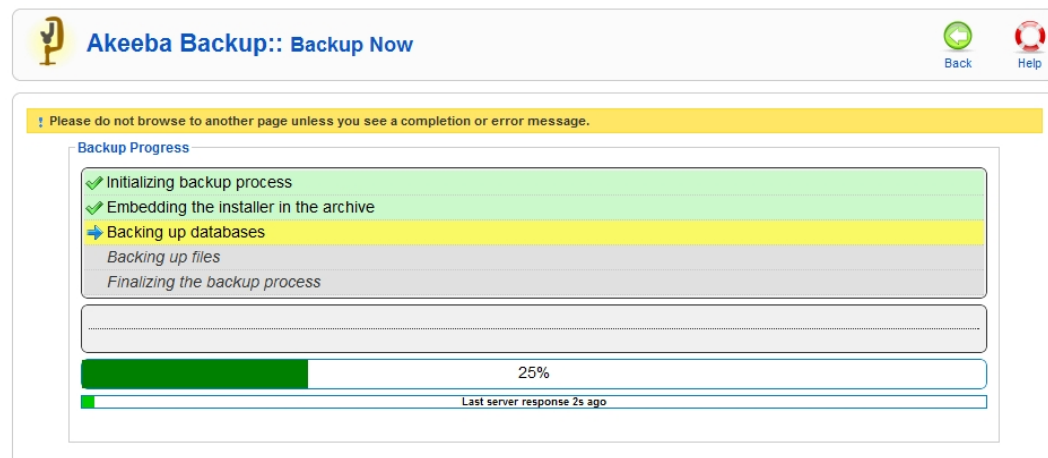 Akeeba Backup:: Backup Now
Back
Help
! Please do not browse to another page unless you see a completion or error message.
Backup Progress
Initializing backup process
Embedding the installer in the archive
Backing up databases
Backing up files
Finalizing the backup process
25%
Last server response 2s ago